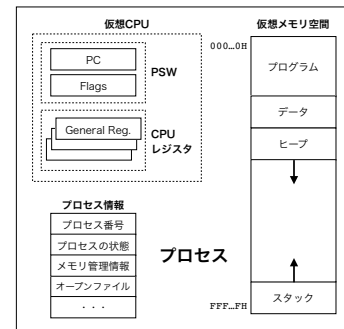 仮想CPU
PC
Flags
PSW
General Reg.
CPU
レジスタ
プロセス情報
プロセス番号
プロセスの状態
メモリ管理情報
オープンファイル
・・・
プロセス
仮想メモリ空間
000…0H
プログラム
データ
ヒープ
スタック
FFF…FH